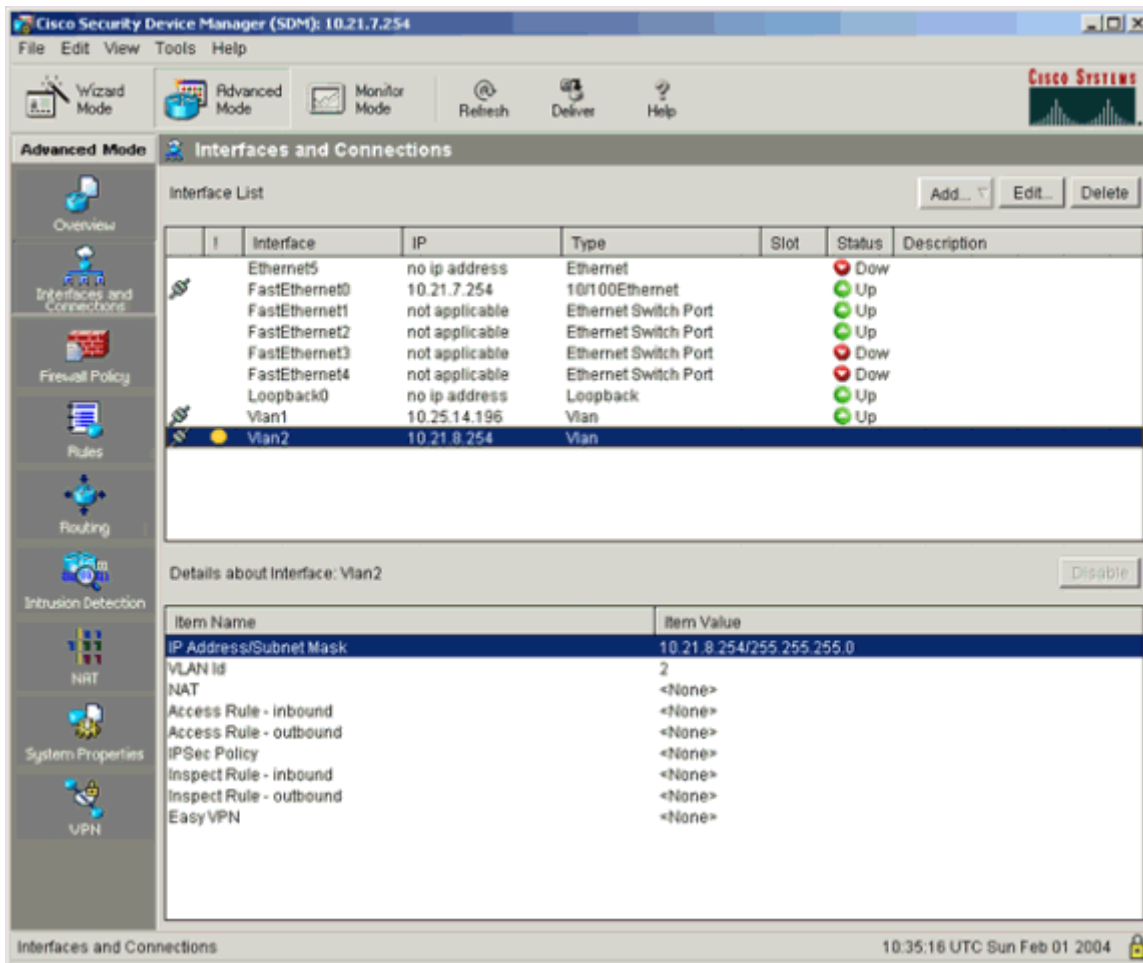 Cisco Security Device Manager (SDM): 10.21.7.254
File Edit View Tools Help
Wizard Mode Advanced Mode Monitor Mode Refresh Deliver Help CISCO SYSTEMS
Advanced Mode Interfaces and Connections
Overview
Interfaces and Connections
Firewall Policy
Rules
Routing
Intrusion Detection
NAT
System Properties
VPN
Interface List Add... Edit... Delete
! Interface IP Type Slot Status Description
Ethernet5 no ip address Ethernet Dow
FastEthernet0 10.21.7.254 10/100Ethernet Up
FastEthernet1 not applicable Ethernet Switch Port Up
FastEthernet2 not applicable Ethernet Switch Port Up
FastEthernet3 not applicable Ethernet Switch Port Dow
FastEthernet4 not applicable Ethernet Switch Port Dow
Loopback0 no ip address Loopback Up
Vlan1 10.25.14.196 Vlan Up
Vlan2 10.21.8.254 Vlan
Details about Interface: Vlan2 Disable
Item Name Item Value
IP Address/Subnet Mask 10.21.8.254/255.255.255.0
VLAN Id 2
NAT <None>
Access Rule - inbound <None>
Access Rule - outbound <None>
IPSec Policy <None>
Inspect Rule - inbound <None>
Inspect Rule - outbound <None>
Easy VPN <None>
Interfaces and Connections 10:35:16 UTC Sun Feb 01 2004